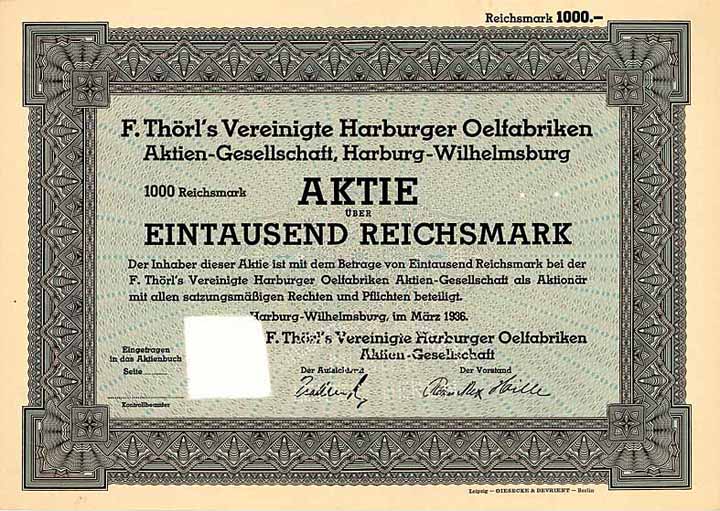 Reichsmark 1000.–
F. Thörl's Vereinigte Harburger Oelfabriken
Aktien-Gesellschaft, Harburg-Wilhelmsburg
1000 Reichsmark AKTIE
ÜBER
EINTAUSEND REICHSMARK
Der Inhaber dieser Aktie ist mit dem Betrage von Eintausend Reichsmark bei der
F. Thörl's Vereinigte Harburger Oelfabriken Aktien-Gesellschaft als Aktionär
mit allen satzungsmäßigen Rechten und Pflichten beteiligt.
Harburg-Wilhelmsburg, im März 1936.
F. Thörl's Vereinigte Harburger Oelfabriken
Aktien-Gesellschaft
Eingetragen
in das Aktienbuch
Seite
Kontrollbeamter
Der Aufsichtsrat Der Vorstand
Leipzig – GIESECKE & DEVRIENT – Berlin